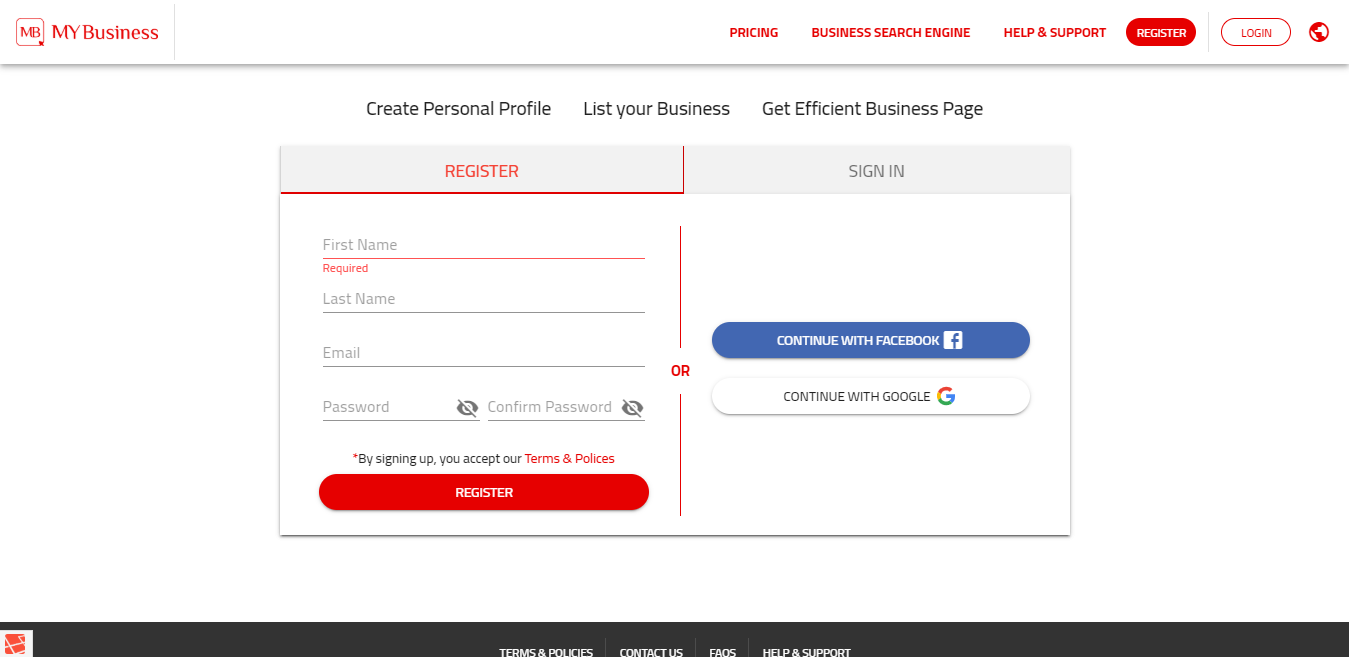 MB MYBusiness PRICING BUSINESS SEARCH ENGINE HELP & SUPPORT REGISTER LOGIN
Create Personal Profile List your Business Get Efficient Business Page
REGISTER SIGN IN
First Name
Required
Last Name
Email
Password Confirm Password
*By signing up, you accept our Terms & Polices
REGISTER
OR
CONTINUE WITH FACEBOOK
CONTINUE WITH GOOGLE
TERMS & POLICIES CONTACT US FAQS HELP & SUPPORT